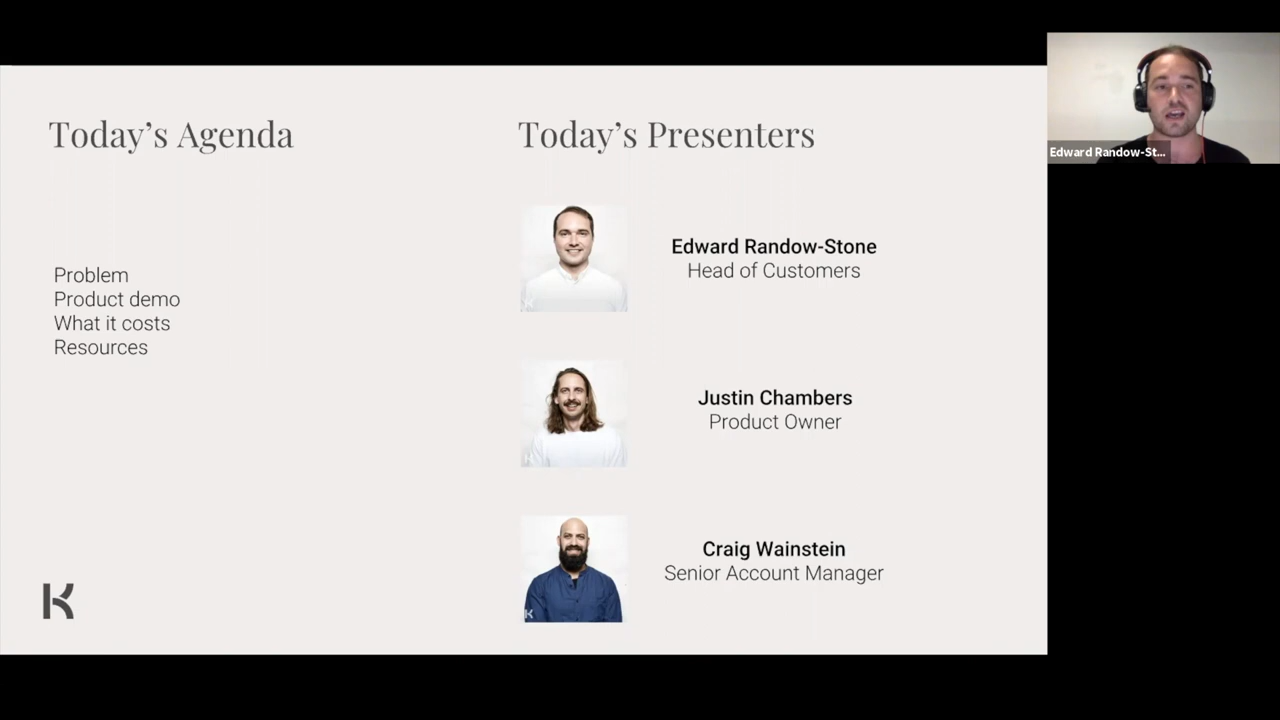 Today's Agenda
Problem
Product demo
What it costs
Resources
Today's Presenters
Edward Randow-Stone
Head of Customers
Justin Chambers
Product Owner
Craig Wainstein
Senior Account Manager
K
Edward Randow-St...